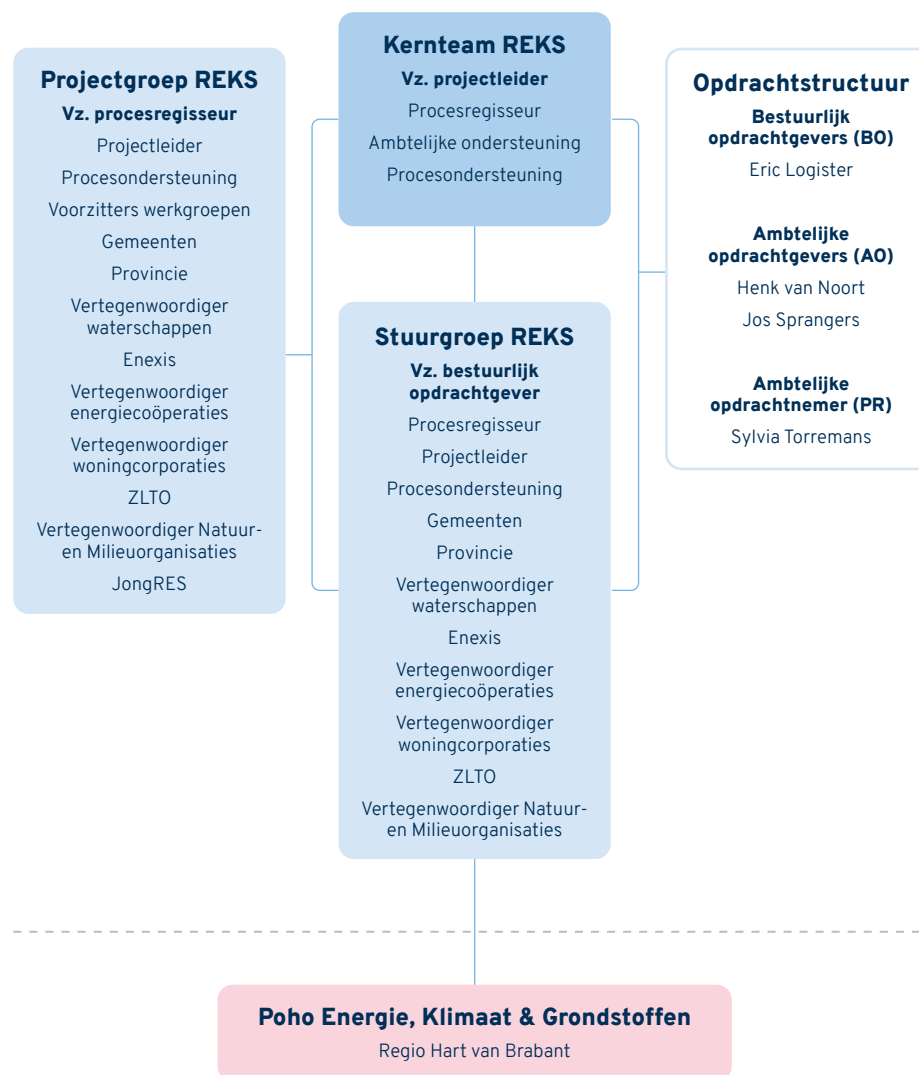 Projectgroep REKS
Vz. procesregisseur
Projectleider
Procesondersteuning
Voorzitters werkgroepen
Gemeenten
Provincie
Vertegenwoordiger
waterschappen
Enexis
Vertegenwoordiger
energiecoöperaties
Vertegenwoordiger
woningcorporaties
ZLTO
Vertegenwoordiger Natuur-
en Milieuorganisaties
JongRES
Kernteam REKS
Vz. projectleider
Procesregisseur
Ambtelijke ondersteuning
Procesondersteuning
Stuurgroep REKS
Vz. bestuurlijk
opdrachtgever
Procesregisseur
Projectleider
Procesondersteuning
Gemeenten
Provincie
Vertegenwoordiger
waterschappen
Enexis
Vertegenwoordiger
energiecoöperaties
Vertegenwoordiger
woningcorporaties
ZLTO
Vertegenwoordiger Natuur-
en Milieuorganisaties
Opdrachtstructuur
Bestuurlijk
opdrachtgevers (BO)
Eric Logister
Ambtelijke
opdrachtgevers (AO)
Henk van Noort
Jos Sprangers
Ambtelijke
opdrachtnemer (PR)
Sylvia Torremans
Poho Energie, Klimaat & Grondstoffen
Regio Hart van Brabant